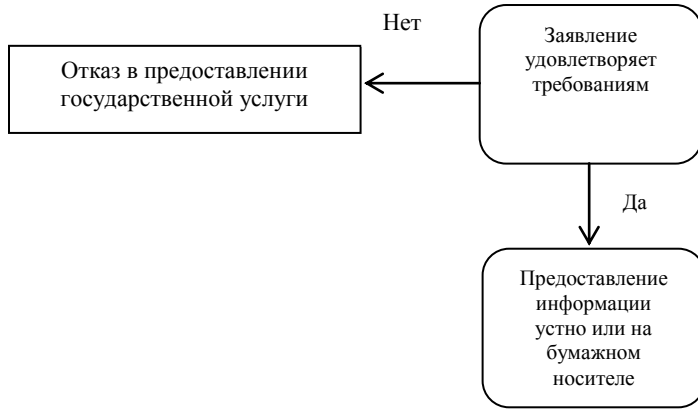 Нет
Заявление
удовлетворяет
требованиям
Отказ в предоставлении
государственной услуги
Да
Предоставление
информации
устно или на
бумажном
носителе